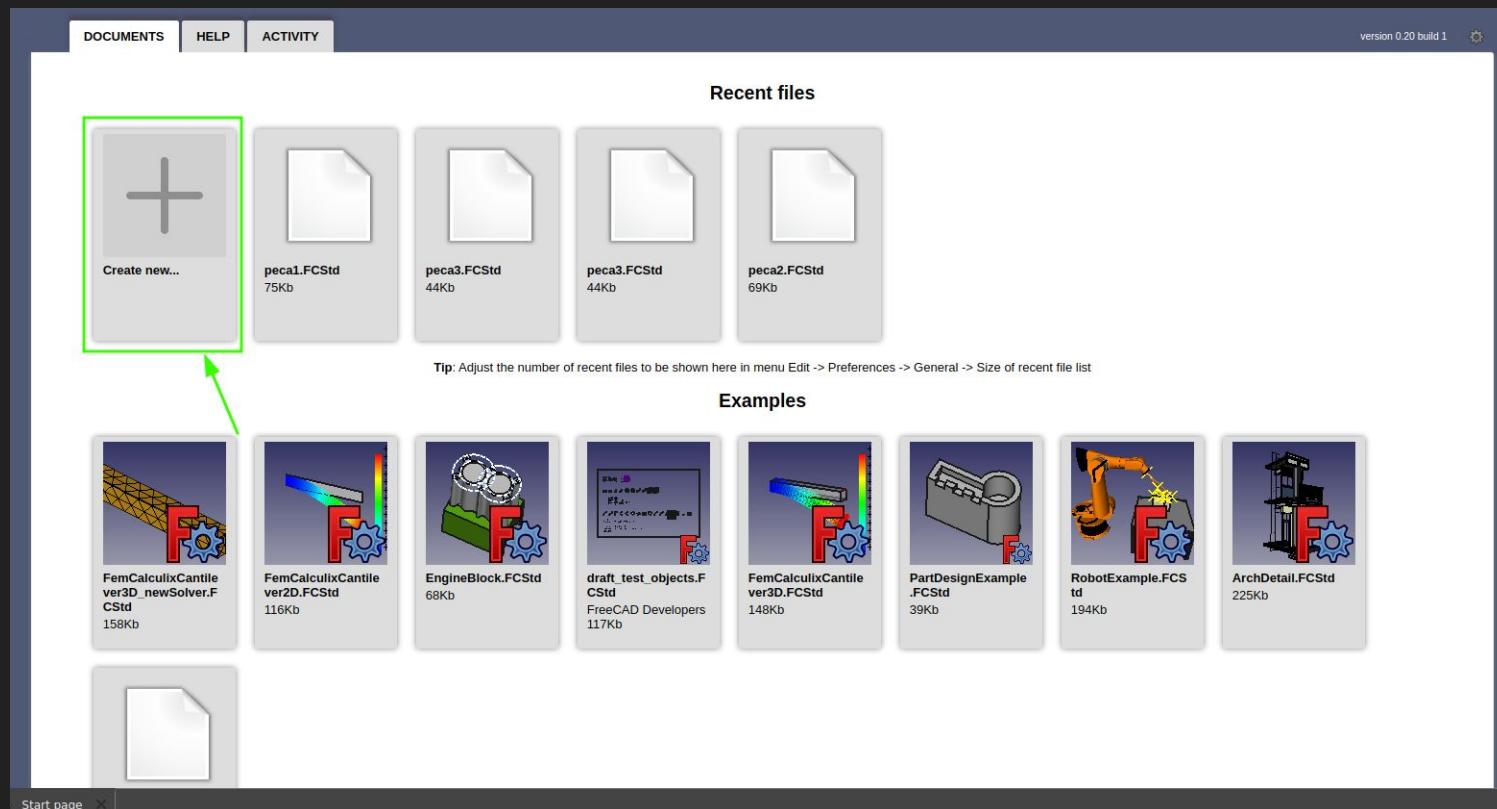 DOCUMENTS HELP ACTIVITY version 0.20 build 1
Recent files
Create new...
peca1.FCStd
75Kb
peca3.FCStd
44Kb
peca3.FCStd
44Kb
peca2.FCStd
69Kb
Tip: Adjust the number of recent files to be shown here in menu Edit -> Preferences -> General -> Size of recent file list
Examples
FemCalculixCantile
ver3D_newSolver.F
CStd
158Kb
FemCalculixCantile
ver2D.FCStd
116Kb
EngineBlock.FCStd
68Kb
draft_test_objects.F
CStd
FreeCAD Developers
117Kb
FemCalculixCantile
ver3D.FCStd
148Kb
PartDesignExample
.FCStd
39Kb
RobotExample.FCS
td
194Kb
ArchDetail.FCStd
225Kb
Start page